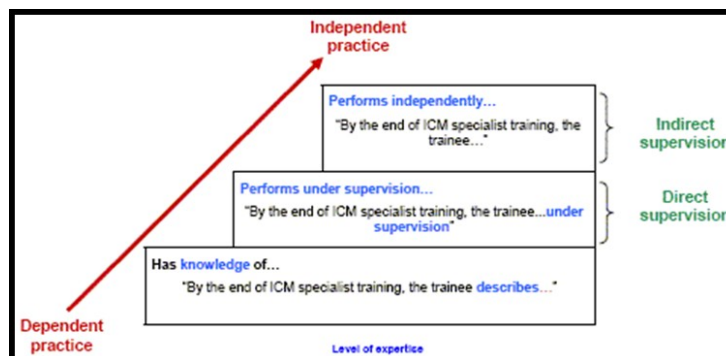 Independent
practice
Performs independently...
"By the end of ICM specialist training, the
trainee..."
Indirect
supervision
Performs under supervision...
"By the end of ICM specialist training, the trainee...under
supervision"
Direct
supervision
Has knowledge of...
"By the end of ICM specialist training, the trainee describes..."
Dependent
practice
Level of expertise